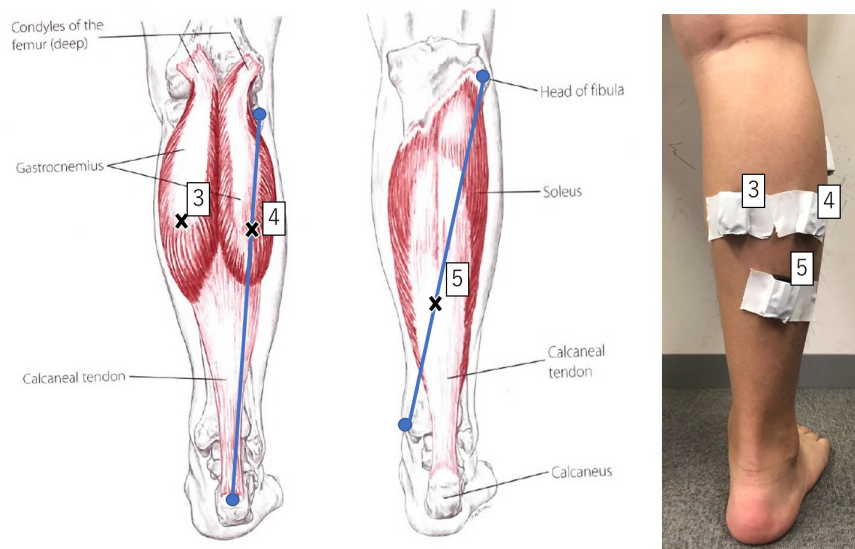 Condyles of the
femur (deep)
Gastrocnemius
3
4
Calcaneal tendon
Head of fibula
Soleus
5
Calcaneal
tendon
Calcaneus
3
4
5